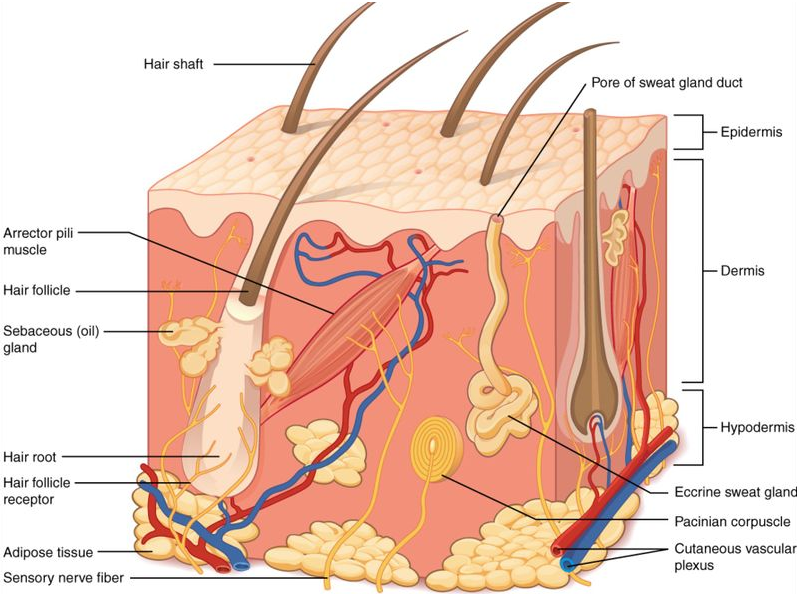 Hair shaft
Pore of sweat gland duct
Epidermis
Arrector pili
muscle
Dermis
Hair follicle
Sebaceous (oil)
gland
Hypodermis
Hair root
Hair follicle
receptor
Eccrine sweat gland
Pacinian corpuscle
Adipose tissue
Cutaneous vascular
plexus
Sensory nerve fiber